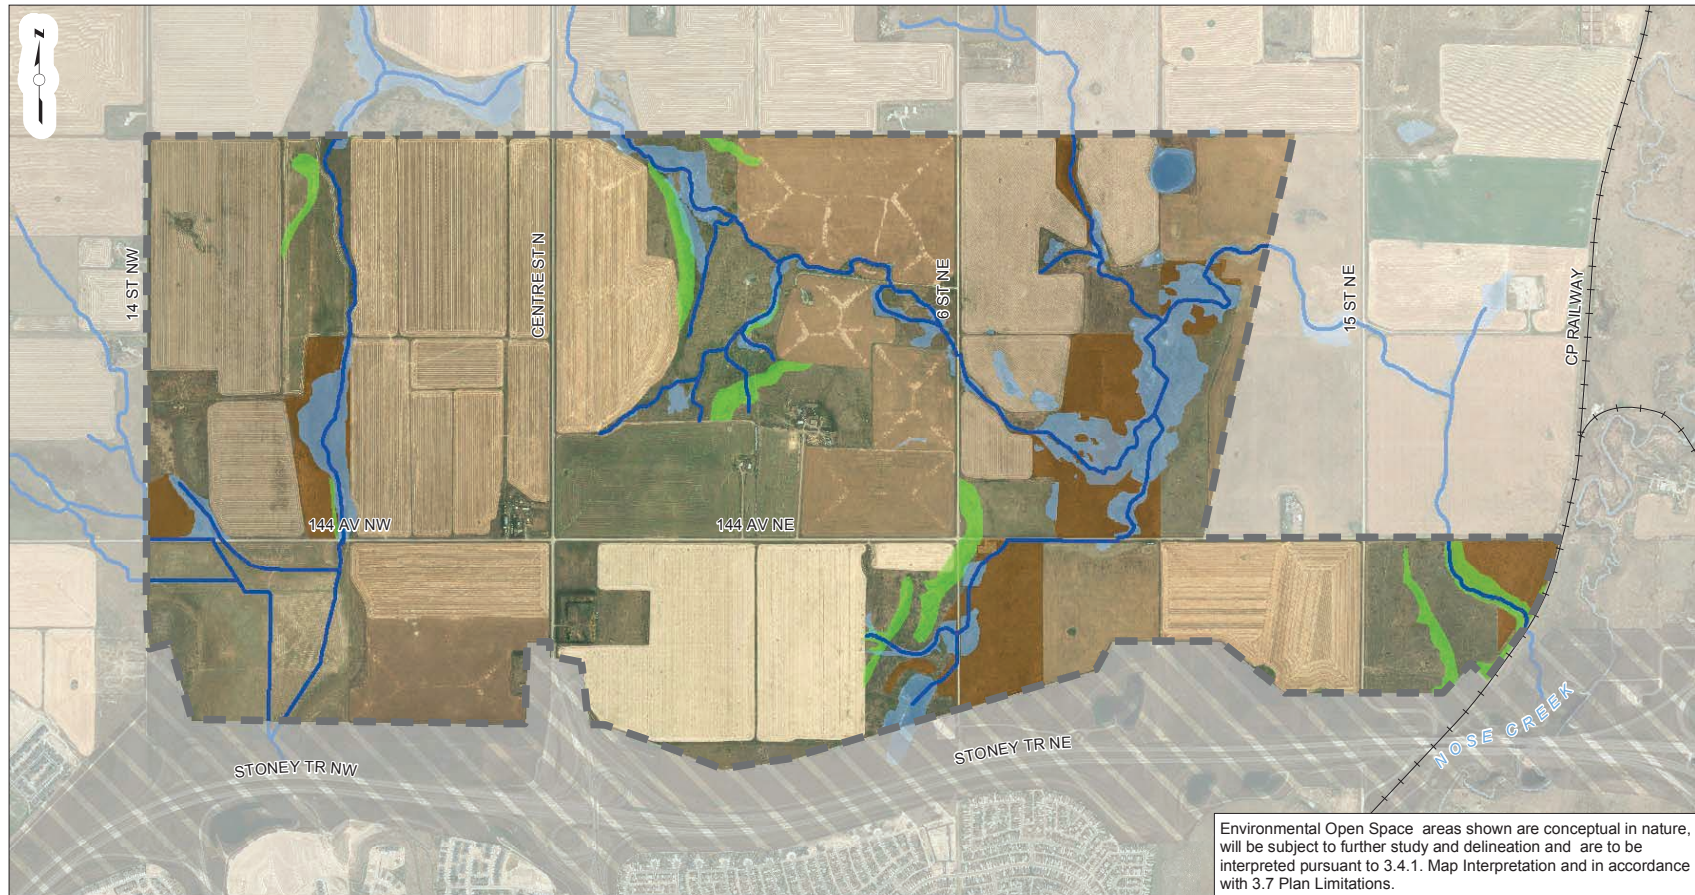 N
14 ST NW
CENTRE ST N
6 ST NE
15 ST NE
CP RAILWAY
144 AV NW
144 AV NE
STONEY TR NW
STONEY TR NE
NOSE CREEK
Environmental Open Space areas shown are conceptual in nature,
will be subject to further study and delineation and are to be
interpreted pursuant to 3.4.1. Map Interpretation and in accordance
with 3.7 Plan Limitations.